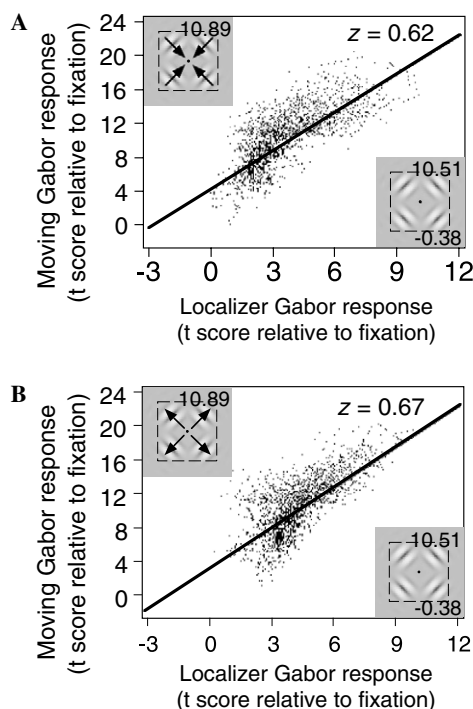 A
10.89
z = 0.62
24
20
16
12
8
4
0
Moving Gabor response
(t score relative to fixation)
10.51
-0.38
-3
0
3
6
9
12
Localizer Gabor response
(t score relative to fixation)
B
10.89
z = 0.67
24
20
16
12
8
4
0
Moving Gabor response
(t score relative to fixation)
10.51
-0.38
-3
0
3
6
9
12
Localizer Gabor response
(t score relative to fixation)